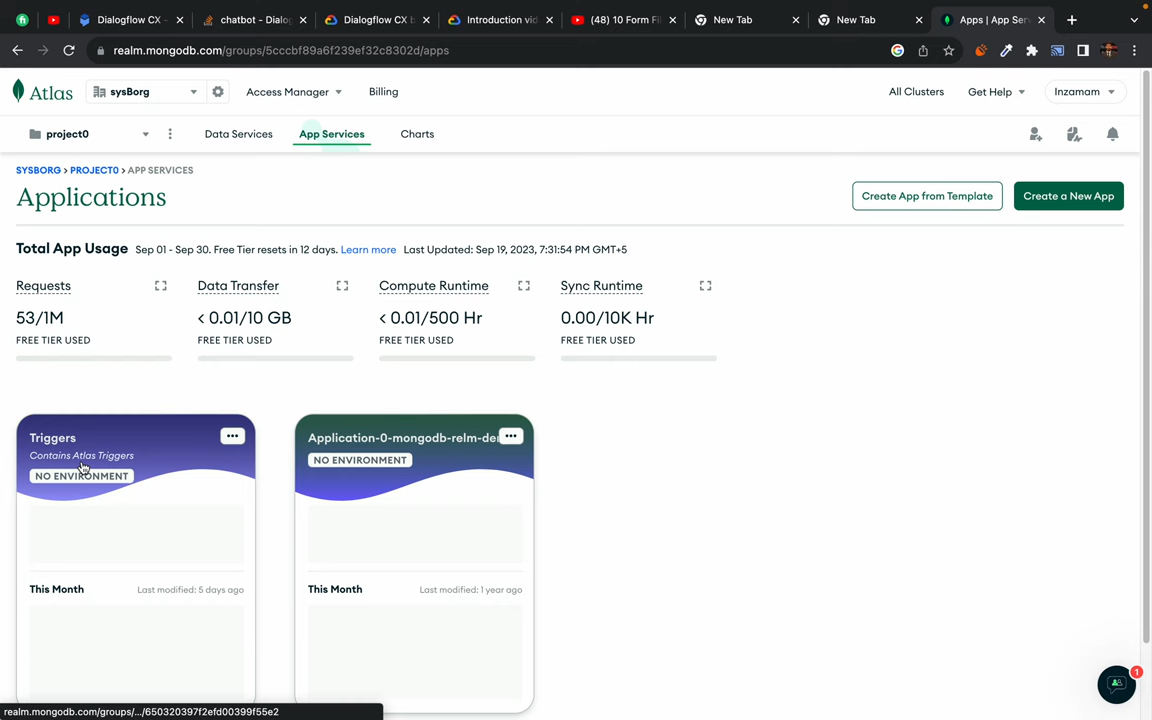 Dialogflow CX -
chatbot - Dialog
Dialogflow CX b
Introduction vid
(48) 10 Form Fi
New Tab
New Tab
Apps | App Serv
realm.mongodb.com/groups/5cccbf89a6f239ef32c8302d/apps
Atlas
sysBorg
Access Manager
Billing
All Clusters
Get Help
Inzamam
project0
Data Services
App Services
Charts
SYSBORG > PROJECT0 > APP SERVICES
Applications
Create App from Template
Create a New App
Total App Usage Sep 01 - Sep 30. Free Tier resets in 12 days. Learn more Last Updated: Sep 19, 2023, 7:31:54 PM GMT+5
Requests
Data Transfer
Compute Runtime
Sync Runtime
53/1M
< 0.01/10 GB
< 0.01/500 Hr
0.00/10K Hr
FREE TIER USED
FREE TIER USED
FREE TIER USED
FREE TIER USED
Triggers
Contains Atlas Triggers
NO ENVIRONMENT
This Month
Last modified: 5 days ago
Application-0-mongodb-relm-de
NO ENVIRONMENT
This Month
Last modified: 1 year ago
1
realm.mongodb.com/groups/.../650320397f2efd00399f55e2